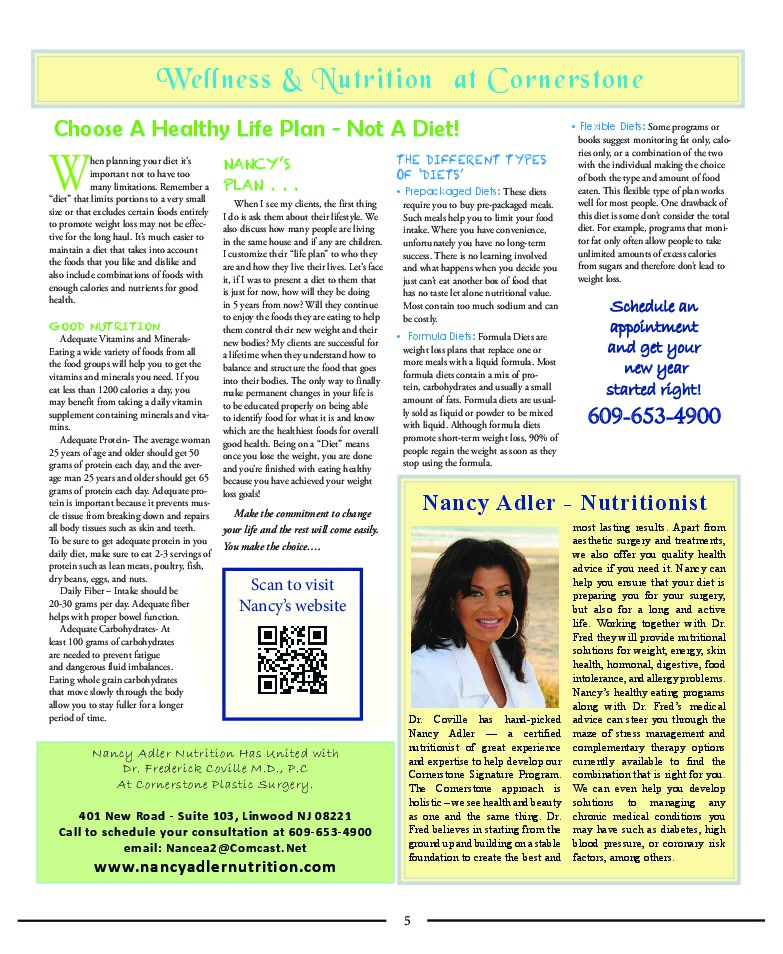 Wellness & Nutrition at Cornerstone
Choose A Healthy Life Plan - Not A Diet!
When planning your diet it's
important not to have too
many limitations. Remember a
"diet" that limits portions to a very small
size or that excludes certain foods entirely
to promote weight loss may not be effec-
tive for the long haul. It's much easier to
maintain a diet that takes into account
the foods that you like and dislike and
also include combinations of foods with
enough calories and nutrients for good
health.
GOOD NUTRITION
Adequate Vitamins and Minerals-
Eating a wide variety of foods from all
the food groups will help you to get the
vitamins and minerals you need. If you
eat less than 1200 calories a day, you
may benefit from taking a daily vitamin
supplement containing minerals and vita-
mins.
Adequate Protein- The average woman
25 years of age and older should get 50
grams of protein each day, and the aver-
age man 25 years and older should get 65
grams of protein each day. Adequate pro-
tein is important because it prevents mus-
cle tissue from breaking down and repairs
all body tissues such as skin and teeth.
To be sure to get adequate protein in you
daily diet, make sure to eat 2-3 servings of
protein such as lean meats, poultry, fish,
dry beans, eggs, and nuts.
Daily Fiber – Intake should be
20-30 grams per day. Adequate fiber
helps with proper bowel function.
Adequate Carbohydrates- At
least 100 grams of carbohydrates
are needed to prevent fatigue
and dangerous fluid imbalances.
Eating whole grain carbohydrates
that move slowly through the body
allow you to stay fuller for a longer
period of time.
NANCY'S
PLAN . . .
When I see my clients, the first thing
I do is ask them about their lifestyle. We
also discuss how many people are living
in the same house and if any are children.
I customize their "life plan" to who they
are and how they live their lives. Let's face
it, if I was to present a diet to them that
is just for now, how will they be doing
in 5 years from now? Will they continue
to enjoy the foods they are eating to help
them control their new weight and their
new bodies? My clients are successful for
a lifetime when they understand how to
balance and structure the food that goes
into their bodies. The only way to finally
make permanent changes in your life is
to be educated properly on being able
to identify food for what it is and know
which are the healthiest foods for overall
good health. Being on a "Diet" means
once you lose the weight, you are done
and you're finished with eating healthy
because you have achieved your weight
loss goals!
Make the commitment to change
your life and the rest will come easily.
You make the choice….
Scan to visit
Nancy's website
THE DIFFERENT TYPES
OF 'DIETS'
• Prepackaged Diets: These diets
require you to buy pre-packaged meals.
Such meals help you to limit your food
intake. Where you have convenience,
unfortunately you have no long-term
success. There is no learning involved
and what happens when you decide you
just can't eat another box of food that
has no taste let alone nutritional value.
Most contain too much sodium and can
be costly.
• Formula Diets: Formula Diets are
weight loss plans that replace one or
more meals with a liquid formula. Most
formula diets contain a mix of pro-
tein, carbohydrates and usually a small
amount of fats. Formula diets are usual-
ly sold as liquid or powder to be mixed
with liquid. Although formula diets
promote short-term weight loss, 90% of
people regain the weight as soon as they
stop using the formula.
• Flexible Diets: Some programs or
books suggest monitoring fat only, calo-
ries only, or a combination of the two
with the individual making the choice
of both the type and amount of food
eaten. This flexible type of plan works
well for most people. One drawback of
this diet is some don't consider the total
diet. For example, programs that moni-
tor fat only often allow people to take
unlimited amounts of excess calories
from sugars and therefore don't lead to
weight loss.
Schedule an
appointment
and get your
new year
started right!
609-653-4900
Nancy Adler - Nutritionist
Dr. Coville has hand-picked
Nancy Adler — a certified
nutritionist of great experience
and expertise to help develop our
Cornerstone Signature Program.
The Cornerstone approach is
holistic – we see health and beauty
as one and the same thing. Dr.
Fred believes in starting from the
ground up and building on a stable
foundation to create the best and
most lasting results. Apart from
aesthetic surgery and treatments,
we also offer you quality health
advice if you need it. Nancy can
help you ensure that your diet is
preparing you for your surgery,
but also for a long and active
life. Working together with Dr.
Fred they will provide nutritional
solutions for weight, energy, skin
health, hormonal, digestive, food
intolerance, and allergy problems.
Nancy's healthy eating programs
along with Dr. Fred's medical
advice can steer you through the
maze of stress management and
complementary therapy options
currently available to find the
combination that is right for you.
We can even help you develop
solutions to managing any
chronic medical conditions you
may have such as diabetes, high
blood pressure, or coronary risk
factors, among others.
Nancy Adler Nutrition Has United with
Dr. Frederick Coville M.D., P.C
At Cornerstone Plastic Surgery.
401 New Road - Suite 103, Linwood NJ 08221
Call to schedule your consultation at 609-653-4900
email: Nancea2@Comcast.Net
www.nancyadlernutrition.com
5